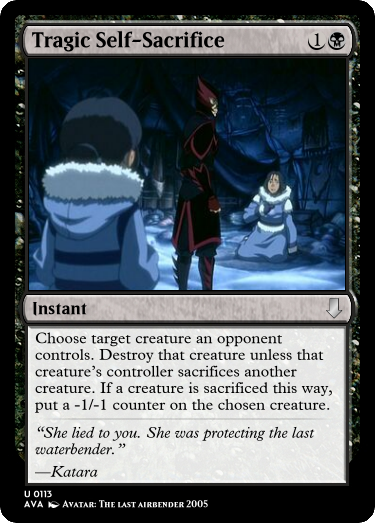 Tragic Self-Sacrifice 1
Instant
Choose target creature an opponent
controls. Destroy that creature unless that
creature's controller sacrifices another
creature. If a creature is sacrificed this way,
put a -1/-1 counter on the chosen creature.
“She lied to you. She was protecting the last
waterbender.”
—Katara
U 0113
AVA Avatar: The last airbender 2005